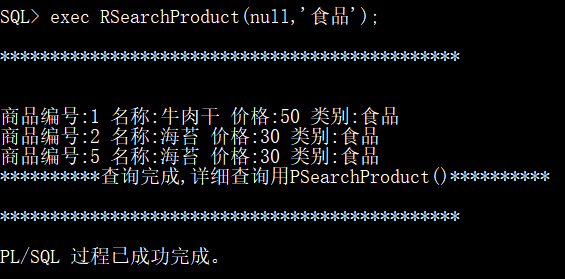 SQL> exec RSearchProduct(null,'食品');
**********************************************
商品编号:1 名称:牛肉干 价格:50 类别:食品
商品编号:2 名称:海苔 价格:30 类别:食品
商品编号:5 名称:海苔 价格:30 类别:食品
**********查询完成,详细查询用PSearchProduct()**********
**********************************************
PL/SQL 过程已成功完成。